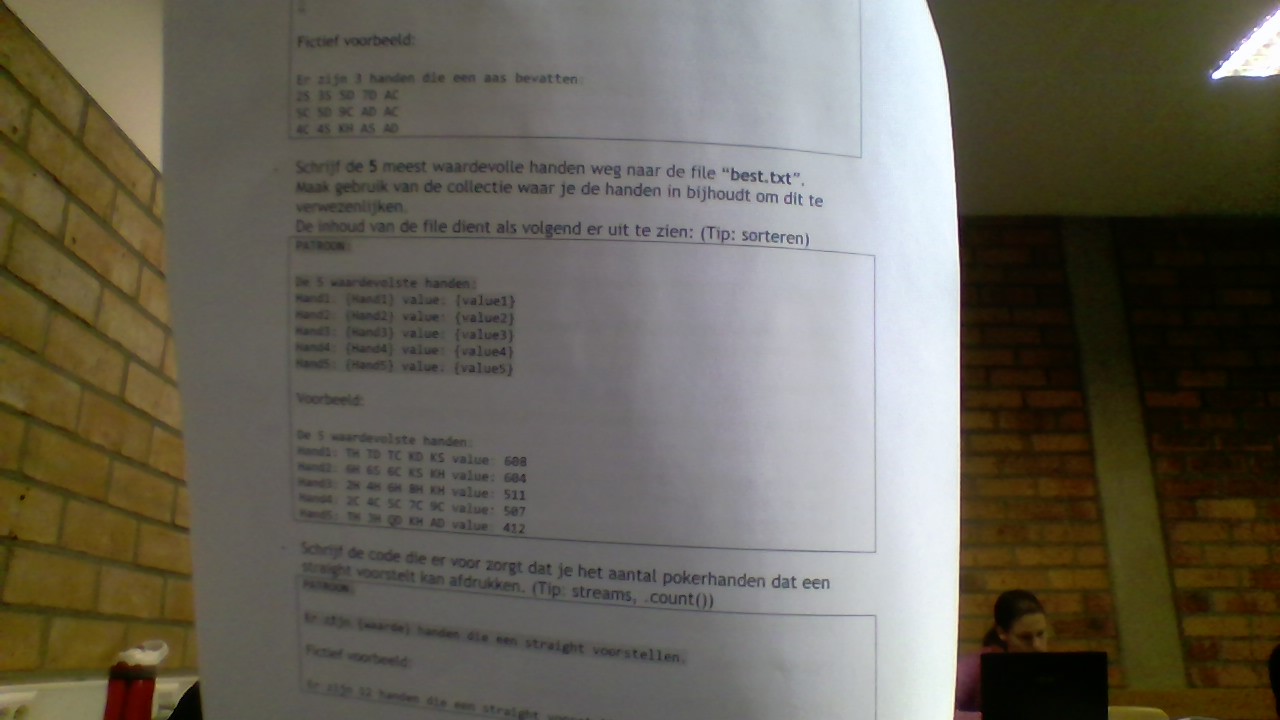 Fictief voorbeeld:
Er zijn 3 handen die een aas bevatten:
2S 3S 5D 7D AC
5C 5D 9C AD AC
4C 4S KH AS AD
Schrijf de 5 meest waardevolle handen weg naar de file “best.txt”.
Maak gebruik van de collectie waar je de handen in bijhoudt om dit te
verwezenlijken.
De inhoud van de file dient als volgend er uit te zien: (Tip: sorteren)
PATROON:
De 5 waardevolste handen:
Hand1: {Hand1} value: {value1}
Hand2: {Hand2} value: {value2}
Hand3: {Hand3} value: {value3}
Hand4: {Hand4} value: {value4}
Hand5: {Hand5} value: {value5}
Voorbeeld:
De 5 waardevolste handen:
Hand1: TH TD TC KD KS value: 608
Hand2: 6H 6S 6C KS KH value: 604
Hand3: 2H 4H 6H 8H KH value: 511
Hand4: 2C 4C 5C 7C 9C value: 507
Hand5: TH JH QD KH AD value: 412
Schrijf de code die er voor zorgt dat je het aantal pokerhanden dat een
straight voorstelt kan afdrukken. (Tip: streams, .count())
PATROON:
Er zijn {waarde} handen die een straight voorstellen.
Fictief voorbeeld:
Er zijn 12 handen die een straight